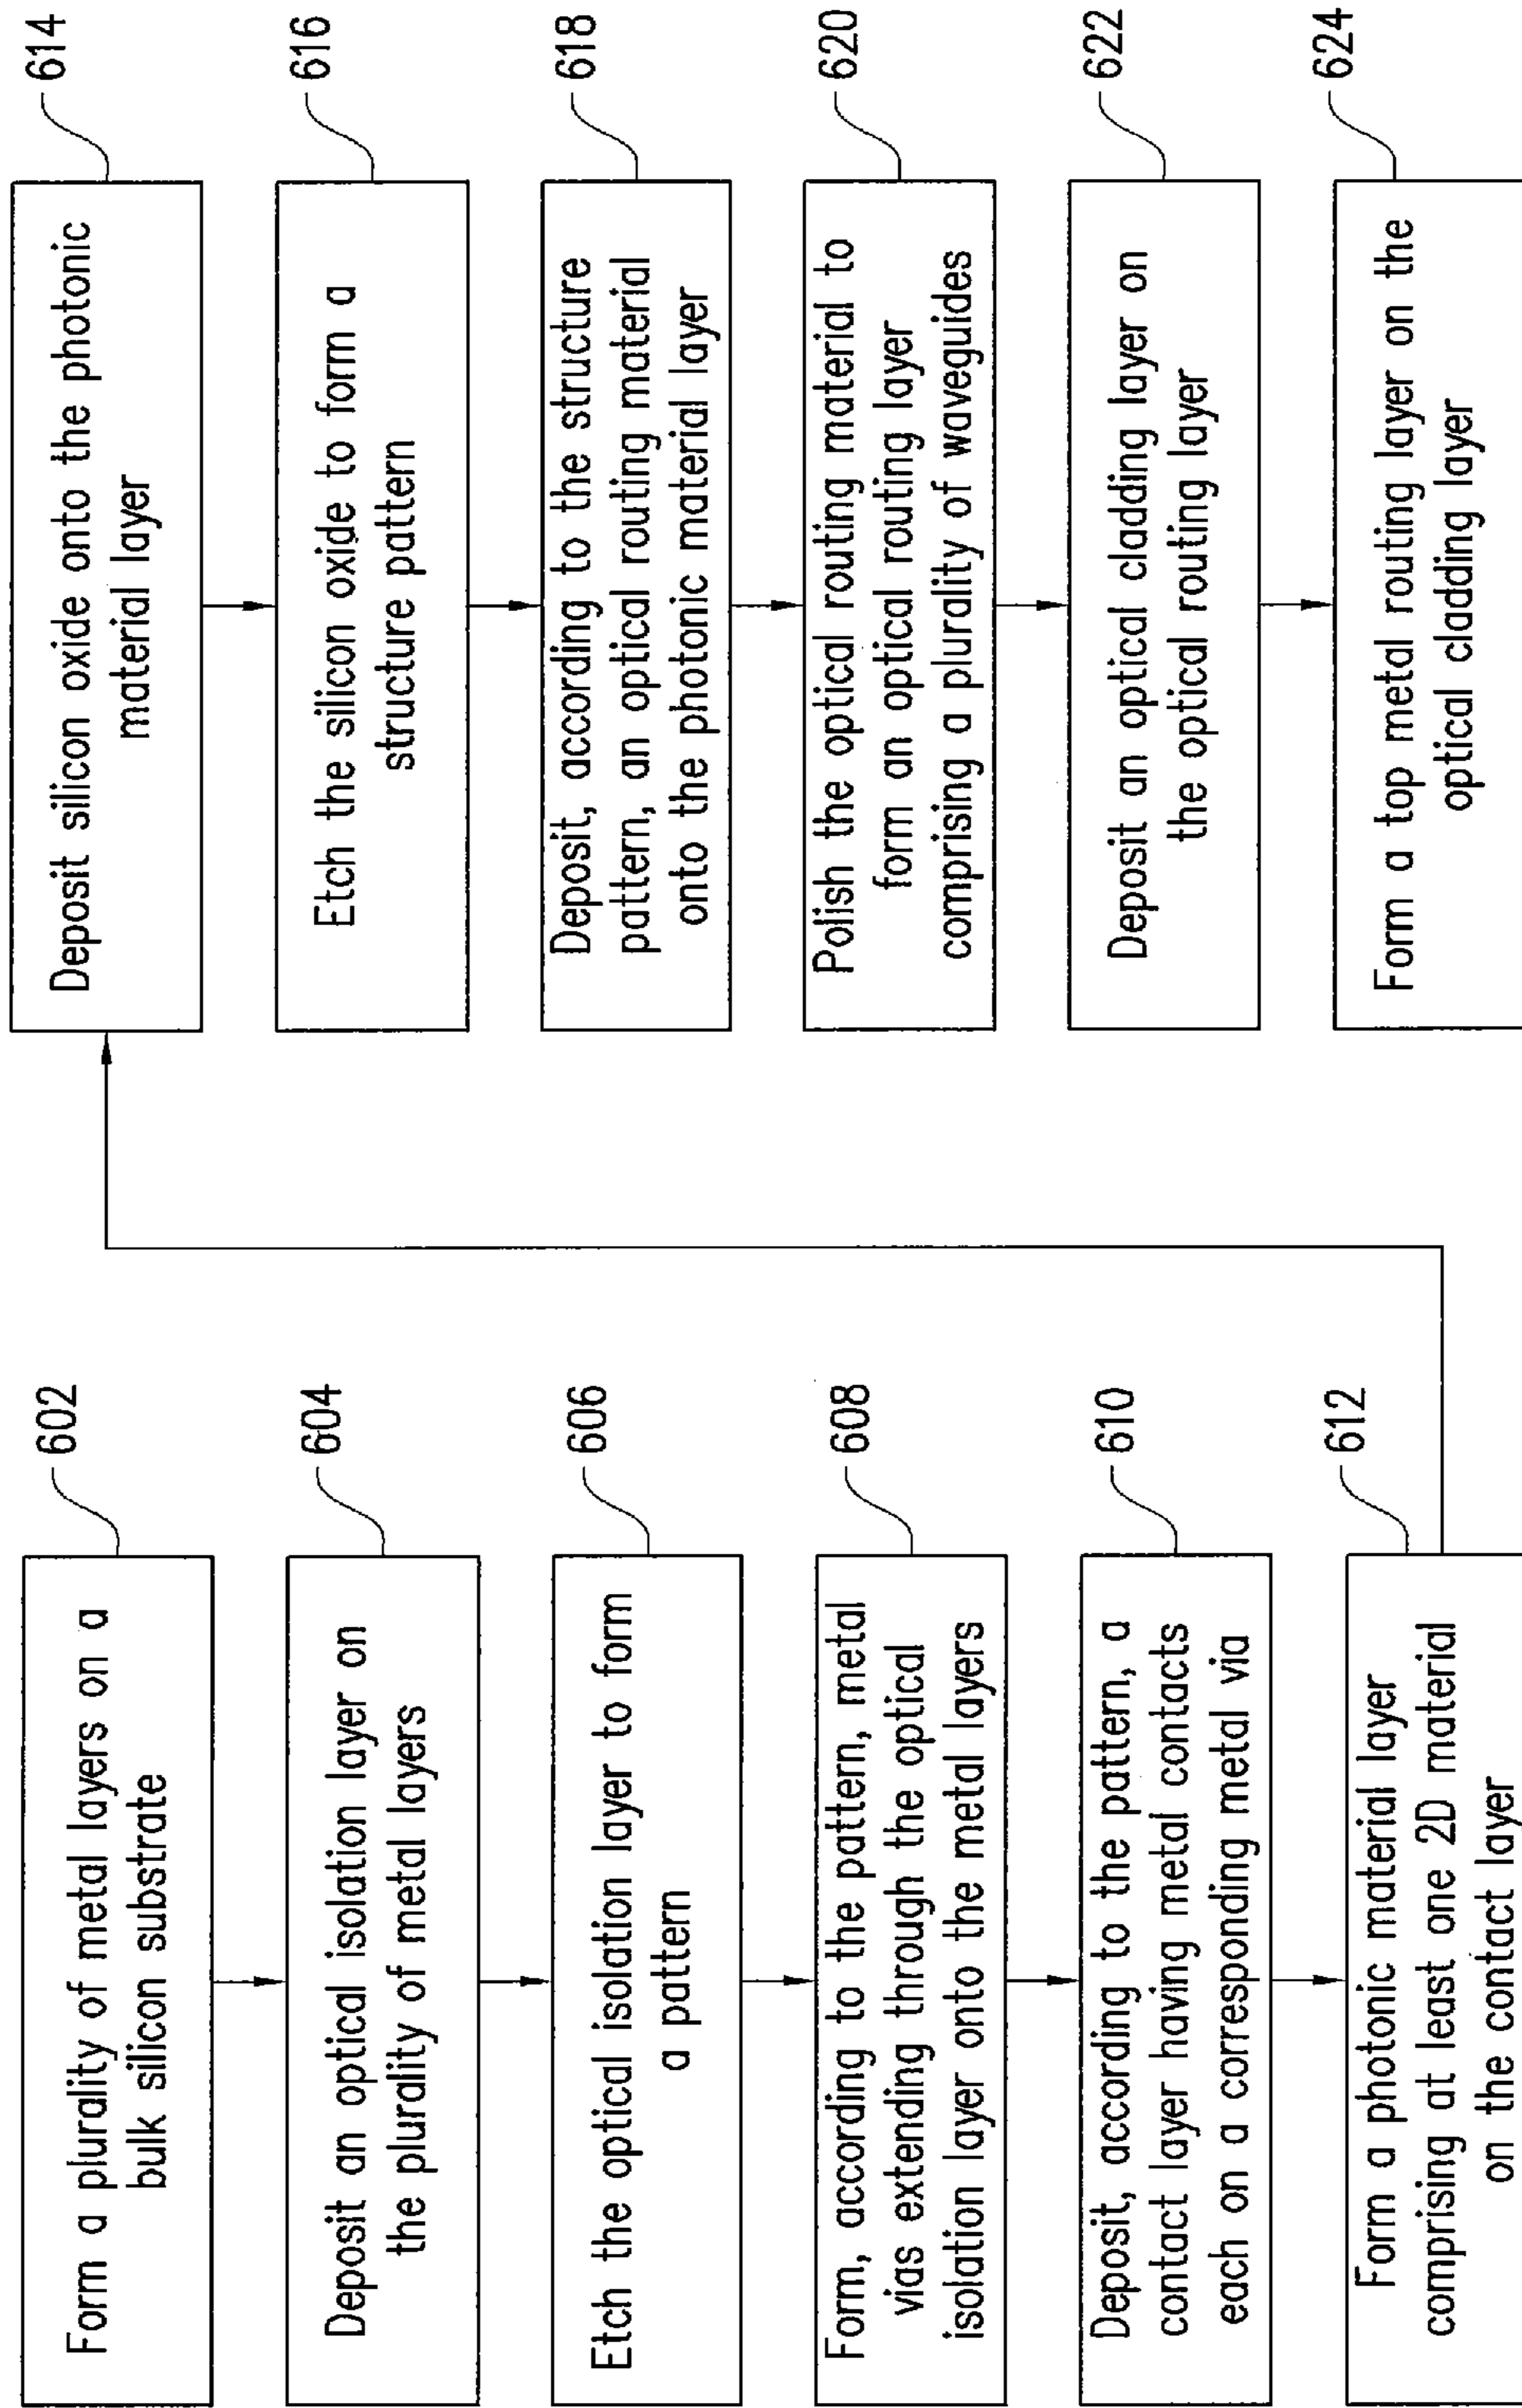 602
Form a plurality of metal layers on a
bulk silicon substrate
604
Deposit an optical isolation layer on
the plurality of metal layers
606
Etch the optical isolation layer to form
a pattern
608
Form, according to the pattern, metal
vias extending through the optical
isolation layer onto the metal layers
610
Deposit, according to the pattern, a
contact layer having metal contacts
each on a corresponding metal via
612
Form a photonic material layer
comprising at least one 2D material
on the contact layer
614
Deposit silicon oxide onto the photonic
material layer
616
Etch the silicon oxide to form a
structure pattern
618
Deposit, according to the structure
pattern, an optical routing material
onto the photonic material layer
620
Polish the optical routing material to
form an optical routing layer
comprising a plurality of waveguides
622
Deposit an optical cladding layer on
the optical routing layer
624
Form a top metal routing layer on the
optical cladding layer